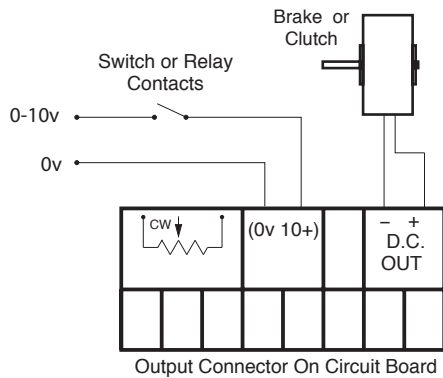 Brake or
Clutch
Switch or Relay
Contacts
0-10v
0v
CW
(0v 10+)
– +
D.C.
OUT
Output Connector On Circuit Board